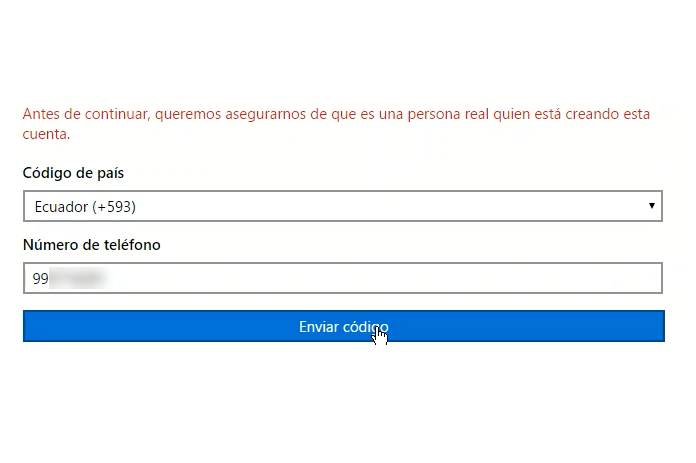 Antes de continuar, queremos asegurarnos de que es una persona real quien está creando esta
cuenta.
Código de país
Ecuador (+593)
Número de teléfono
99
Enviar código